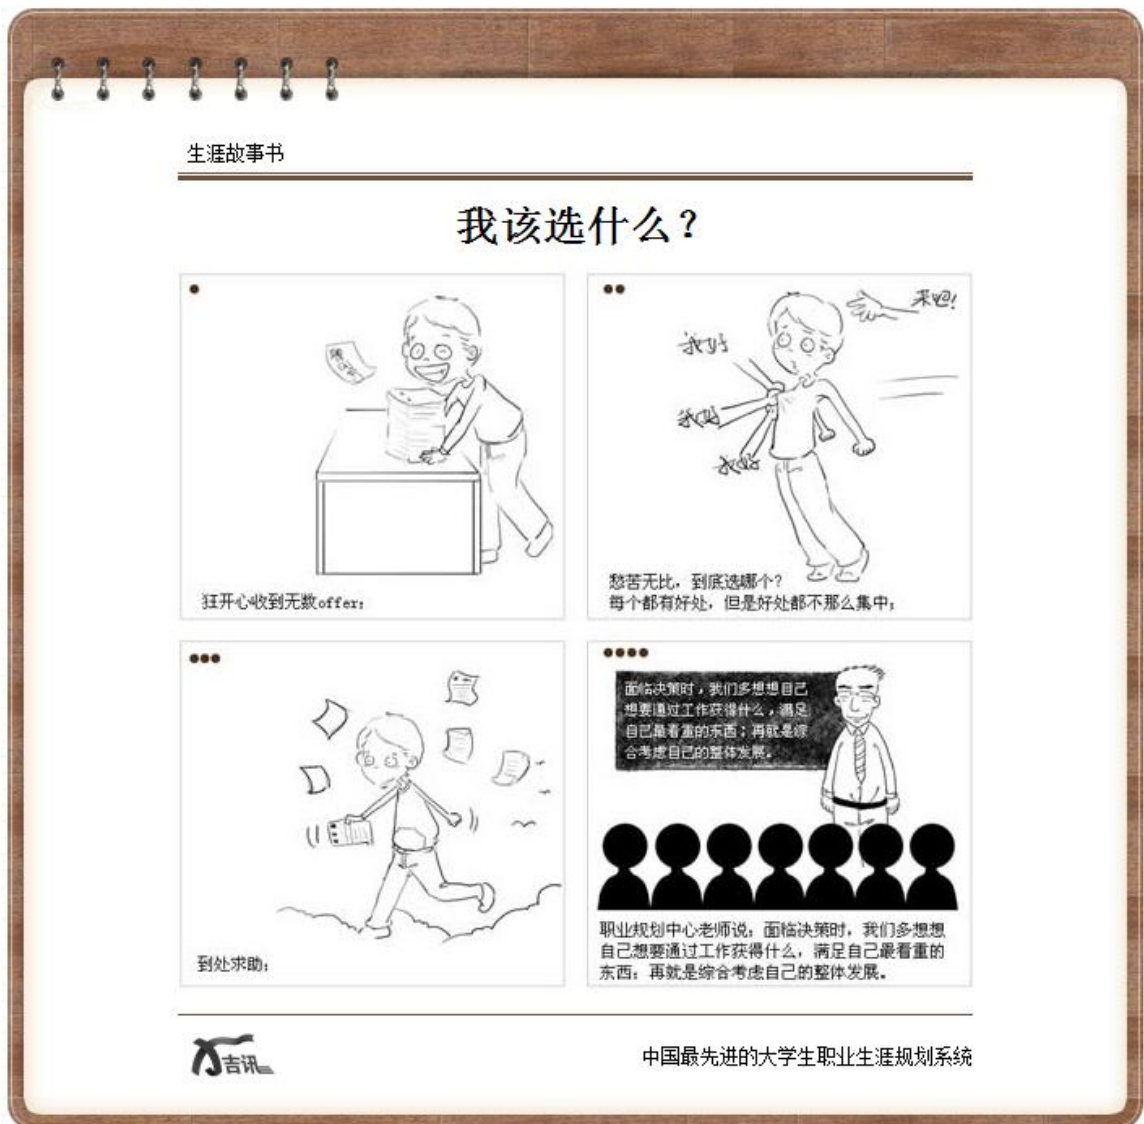 生涯故事书
我该选什么？
来吧!
我好
我好
我好
狂开心收到无数offer；
愁苦无比，到底选哪个？
每个都有好处，但是好处都不那么集中；
面临决策时，我们多想想自己
想要通过工作获得什么，满足
自己最看重的东西；再就是综
合考虑自己的整体发展。
到处求助；
职业规划中心老师说：面临决策时，我们多想想
自己想要通过工作获得什么，满足自己最看重的
东西；再就是综合考虑自己的整体发展。
吉讯
中国最先进的大学生职业生涯规划系统